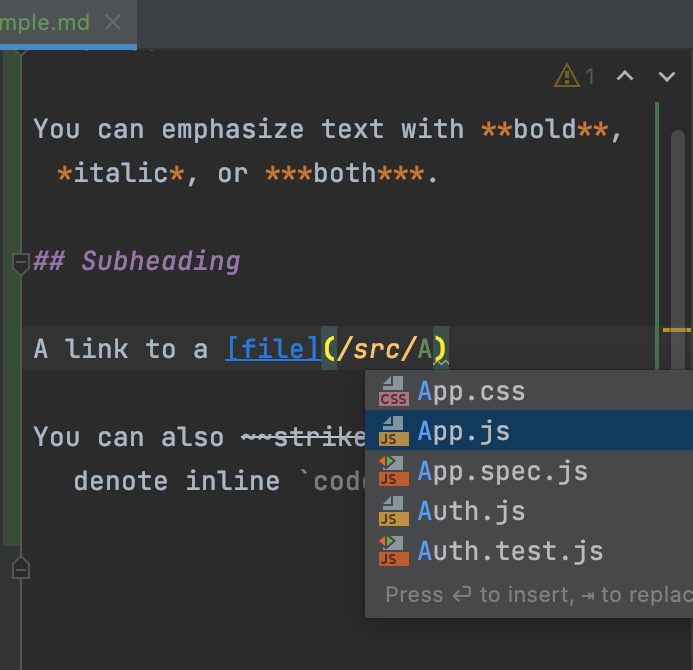 mple.md
1
You can emphasize text with **bold**,
*italic*, or ***both***.
## Subheading
A link to a [file](/src/A)
CSS App.css
JS App.js
JS App.spec.js
JS Auth.js
JS Auth.test.js
You can also ~~strike
denote inline `code
Press ⏎ to insert, ⇥ to replac